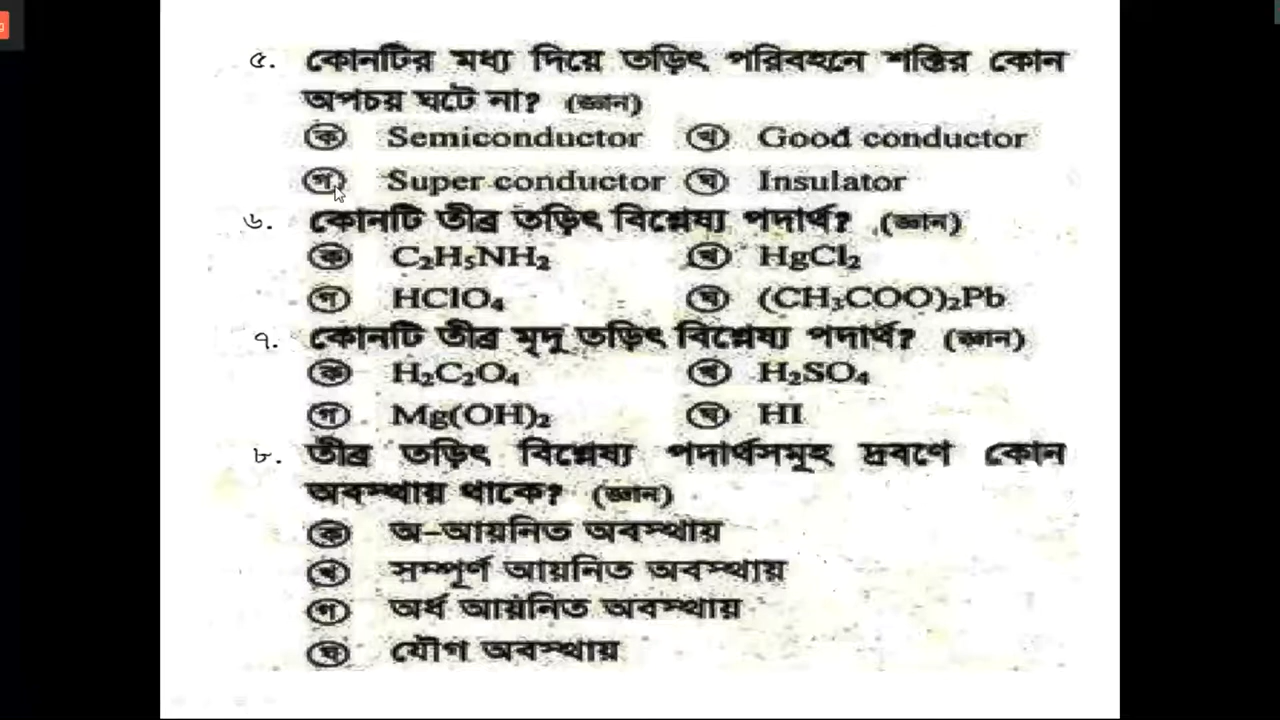 ৫. কোনটির মধ্য দিয়ে তড়িৎ পরিবহনে শক্তির কোন
অপচয় ঘটে না? (জ্ঞান)
ক Semiconductor খ Good conductor
গ Super conductor ঘ Insulator
৬. কোনটি তীব্র তড়িৎ বিশ্লেষ্য পদার্থ? (জ্ঞান)
ক C₂H₅NH₂ খ HgCl₂
গ HClO₄ ঘ (CH₃COO)₂Pb
৭. কোনটি তীব্র মৃদু তড়িৎ বিশ্লেষ্য পদার্থ? (জ্ঞান)
ক H₂C₂O₄ খ H₂SO₄
গ Mg(OH)₂ ঘ HI
৮. তীব্র তড়িৎ বিশ্লেষ্য পদার্থসমূহ দ্রবণে কোন
অবস্থায় থাকে? (জ্ঞান)
ক অ-আয়নিত অবস্থায়
খ সম্পূর্ণ আয়নিত অবস্থায়
গ অর্ধ আয়নিত অবস্থায়
ঘ যৌগ অবস্থায়